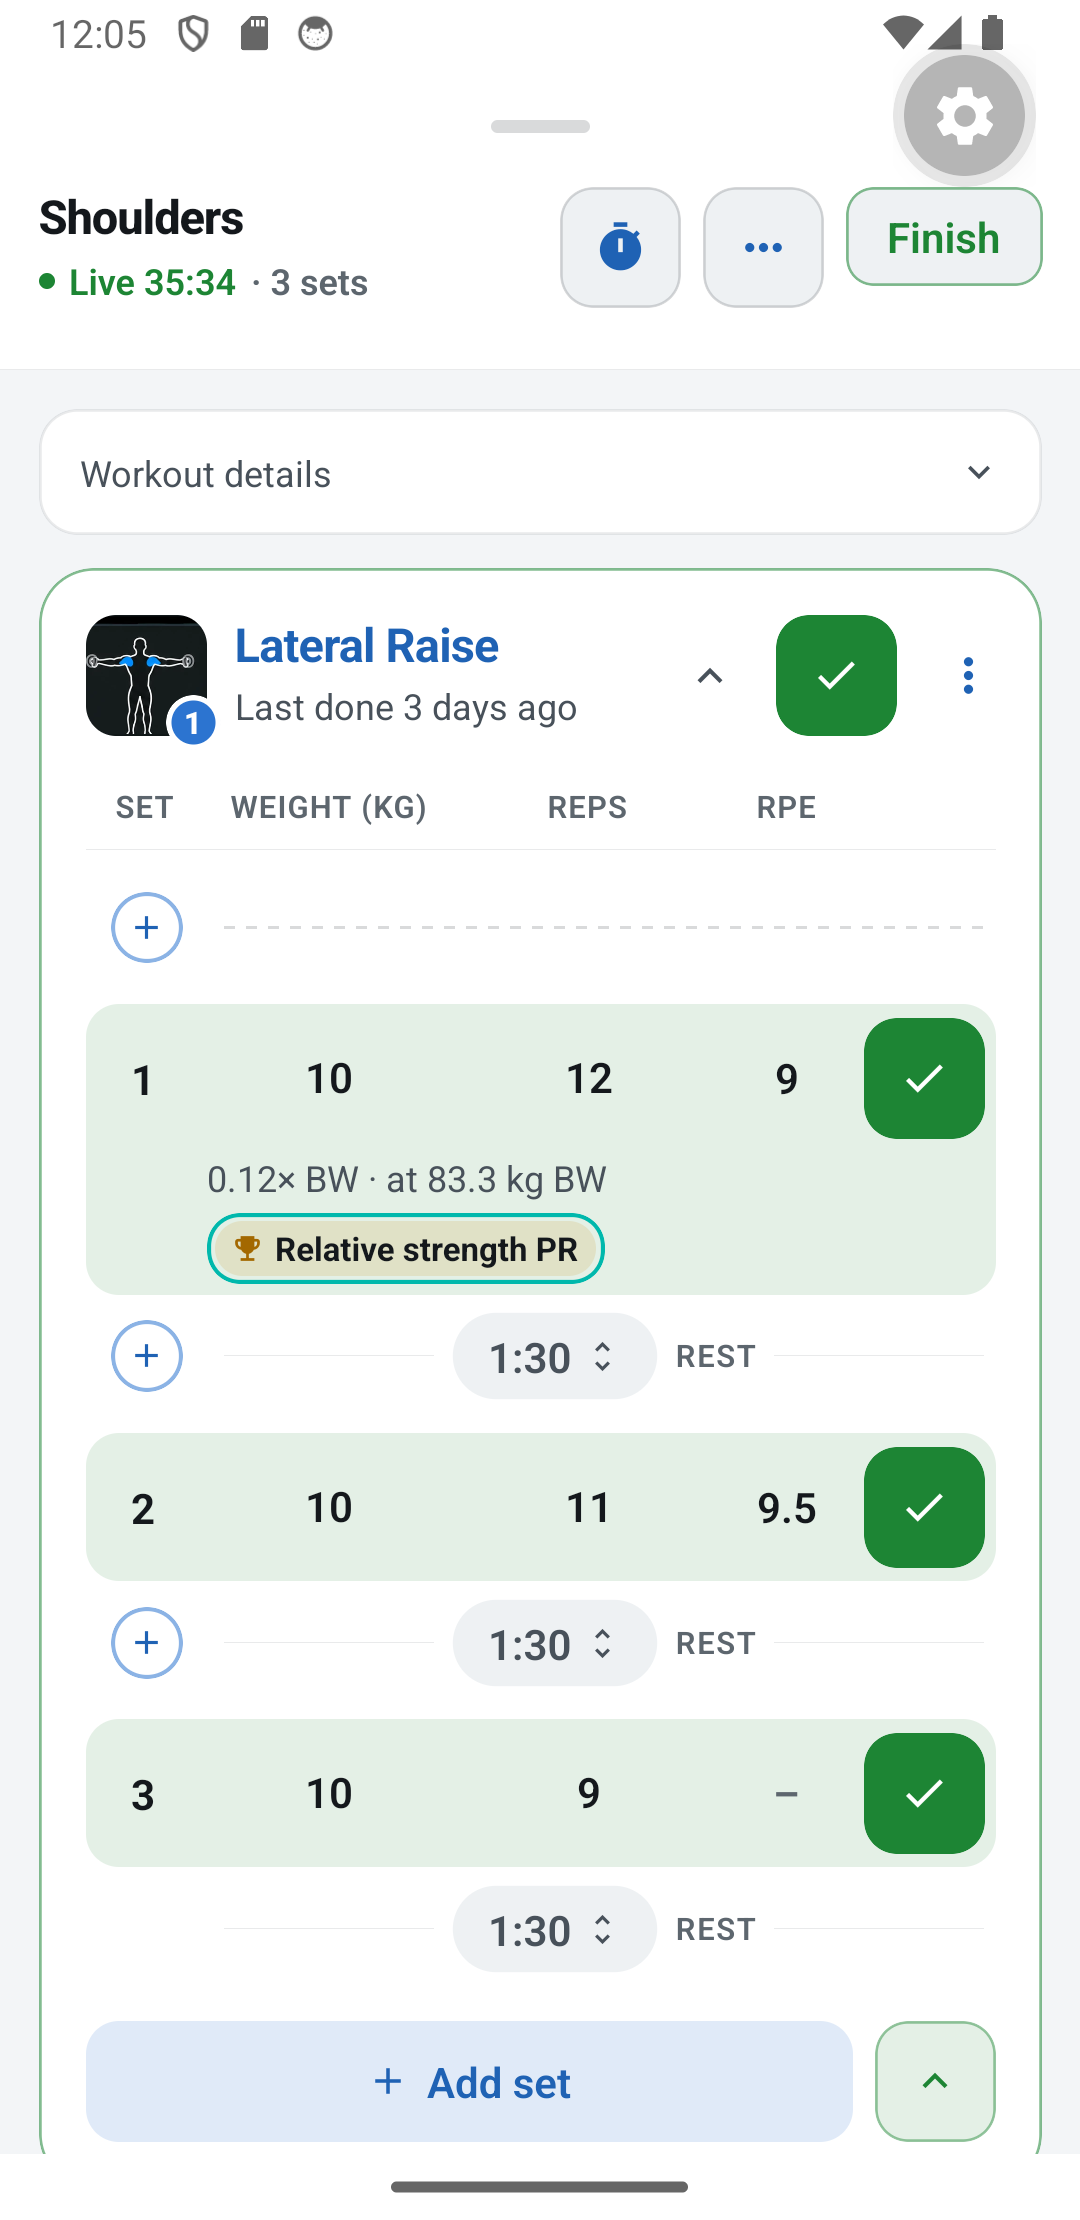 12:05
Shoulders
Live 35:34 · 3 sets
Finish
Workout details
1
Lateral Raise
Last done 3 days ago
SET WEIGHT (KG) REPS RPE
1 10 12 9
0.12× BW · at 83.3 kg BW
Relative strength PR
1:30 REST
2 10 11 9.5
1:30 REST
3 10 9 –
1:30 REST
+ Add set